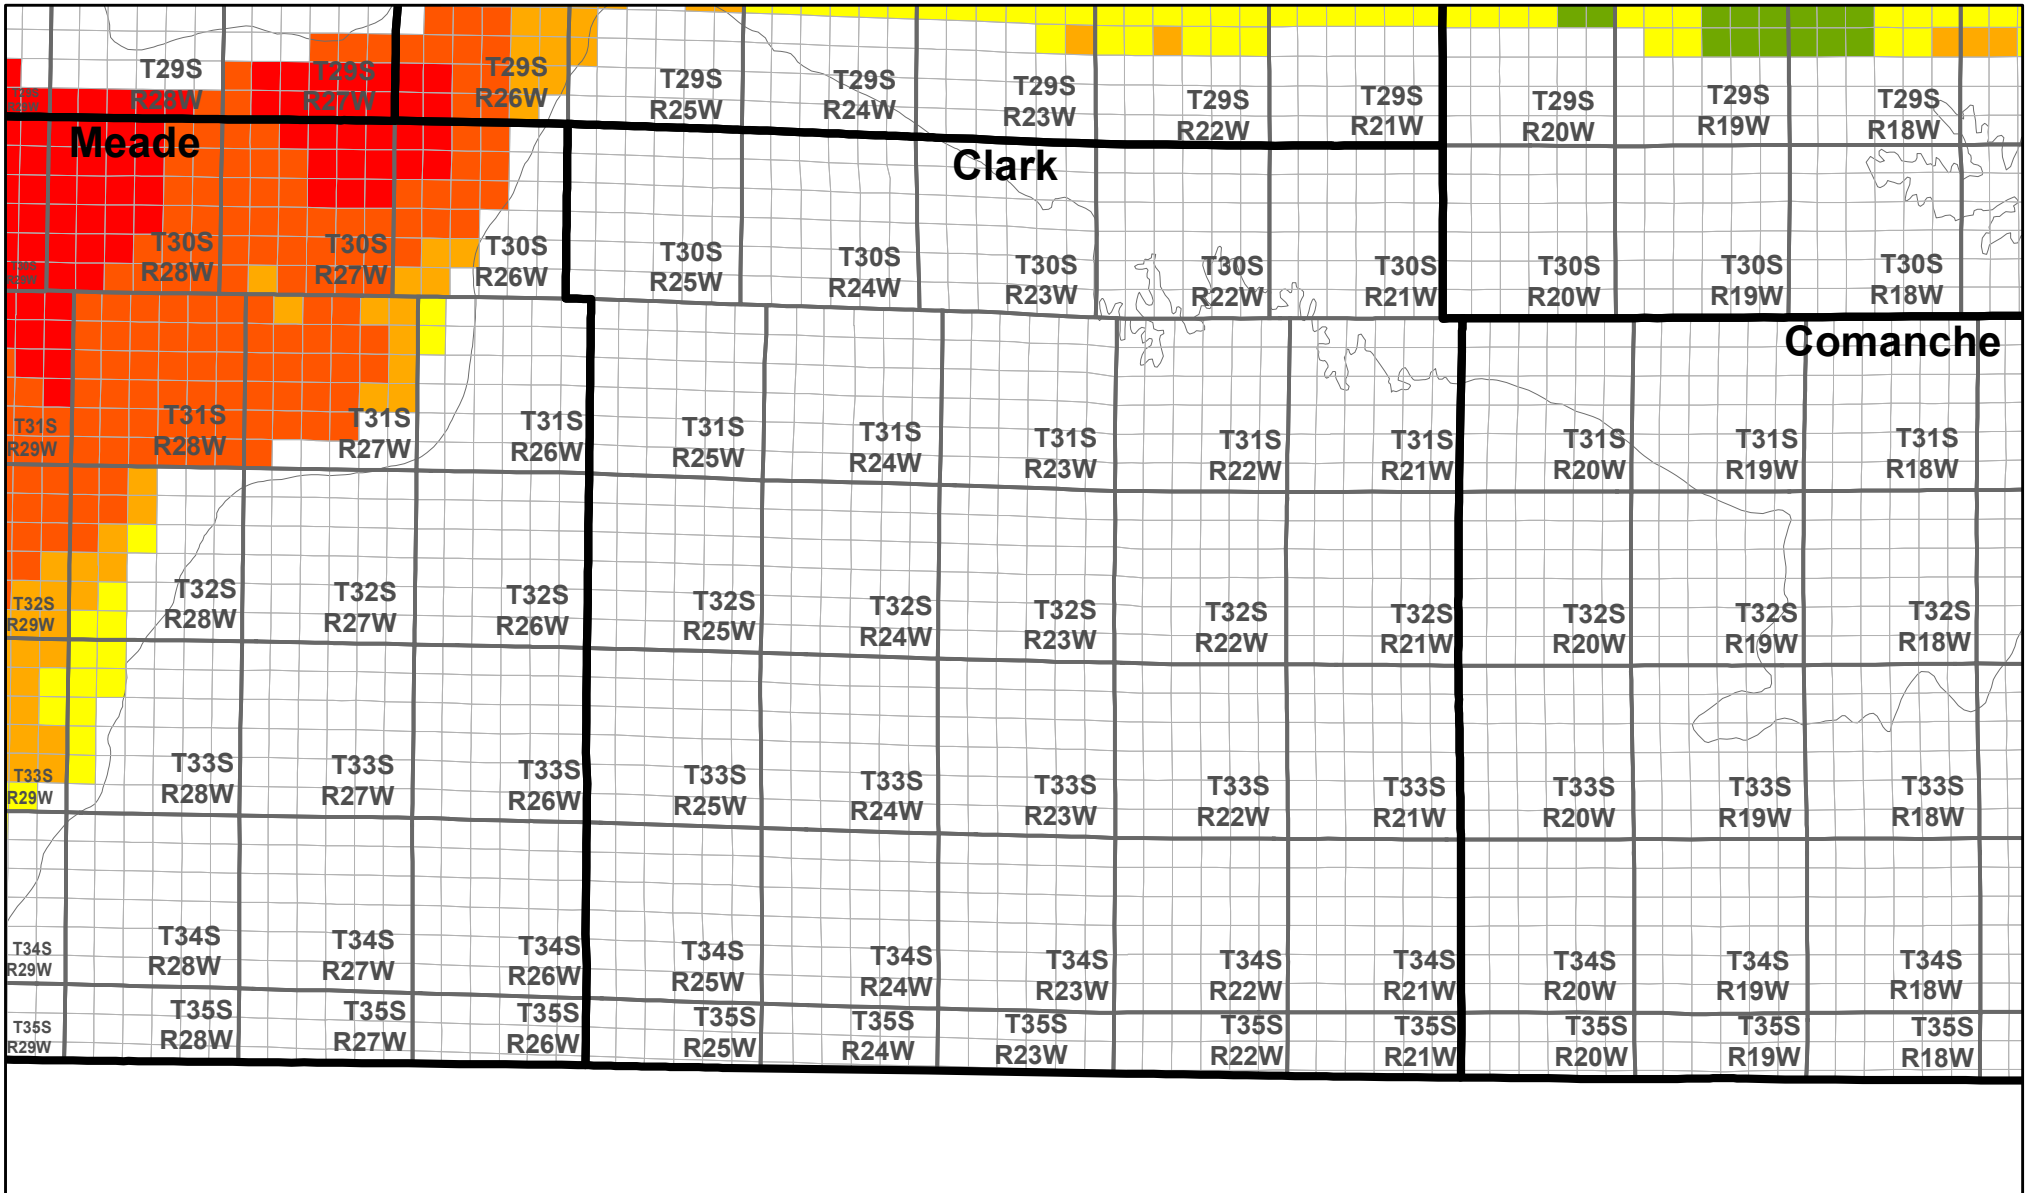 T29S
R28W
T29S
R27W
T29S
R26W
T29S
R25W
T29S
R24W
T29S
R23W
T29S
R22W
T29S
R21W
T29S
R20W
T29S
R19W
T29S
R18W
Meade
Clark
T30S
R28W
T30S
R27W
T30S
R26W
T30S
R25W
T30S
R24W
T30S
R23W
T30S
R22W
T30S
R21W
T30S
R20W
T30S
R19W
T30S
R18W
Comanche
T31S
R29W
T31S
R28W
T31S
R27W
T31S
R26W
T31S
R25W
T31S
R24W
T31S
R23W
T31S
R22W
T31S
R21W
T31S
R20W
T31S
R19W
T31S
R18W
T32S
R29W
T32S
R28W
T32S
R27W
T32S
R26W
T32S
R25W
T32S
R24W
T32S
R23W
T32S
R22W
T32S
R21W
T32S
R20W
T32S
R19W
T32S
R18W
T33S
R29W
T33S
R28W
T33S
R27W
T33S
R26W
T33S
R25W
T33S
R24W
T33S
R23W
T33S
R22W
T33S
R21W
T33S
R20W
T33S
R19W
T33S
R18W
T34S
R29W
T34S
R28W
T34S
R27W
T34S
R26W
T34S
R25W
T34S
R24W
T34S
R23W
T34S
R22W
T34S
R21W
T34S
R20W
T34S
R19W
T34S
R18W
T35S
R29W
T35S
R28W
T35S
R27W
T35S
R26W
T35S
R25W
T35S
R24W
T35S
R23W
T35S
R22W
T35S
R21W
T35S
R20W
T35S
R19W
T35S
R18W